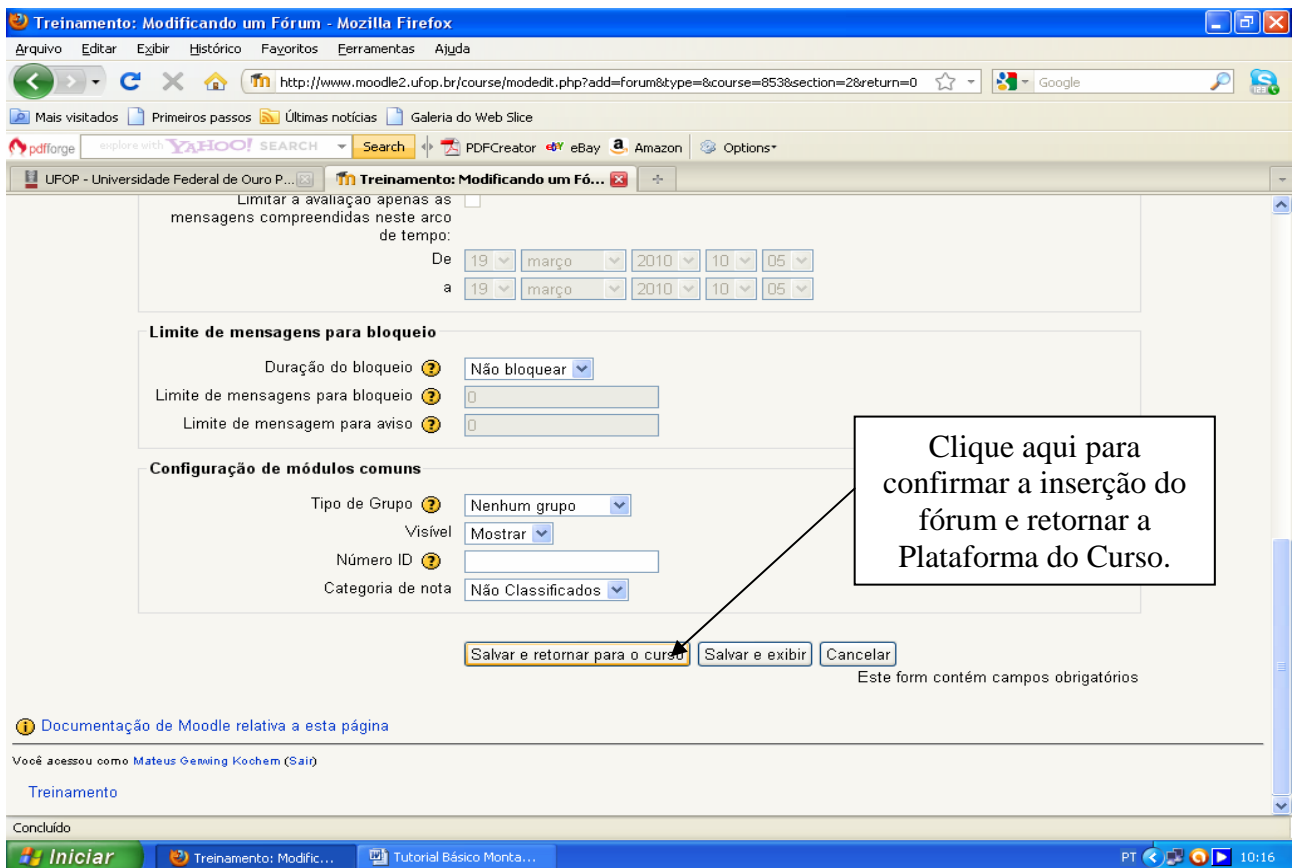 Treinamento: Modificando um Fórum - Mozilla Firefox
Arquivo Editar Exibir Histórico Favoritos Ferramentas Ajuda
http://www.moodle2.ufop.br/course/modedit.php?add=forum&type=&course=853&section=2&return=0 Google
Mais visitados Primeiros passos Últimas notícias Galeria do Web Slice
pdfforge explore with YAHOO! SEARCH Search PDFCreator eBay Amazon Options
UFOP - Universidade Federal de Ouro P... Treinamento: Modificando um Fó...
Limitar a avaliação apenas às
mensagens compreendidas neste arco
de tempo:
De 19 março 2010 10 05
a 19 março 2010 10 05
Limite de mensagens para bloqueio
Duração do bloqueio Não bloquear
Limite de mensagens para bloqueio 0
Limite de mensagem para aviso 0
Configuração de módulos comuns
Tipo de Grupo Nenhum grupo
Visível Mostrar
Número ID
Categoria de nota Não Classificados
Clique aqui para
confirmar a inserção do
fórum e retornar a
Plataforma do Curso.
Salvar e retornar para o curso Salvar e exibir Cancelar
Este form contém campos obrigatórios
Documentação de Moodle relativa a esta página
Você acessou como Mateus Gerwing Kochem (Sair)
Treinamento
Concluído
Iniciar Treinamento: Modific... Tutorial Básico Monta... PT 10:16